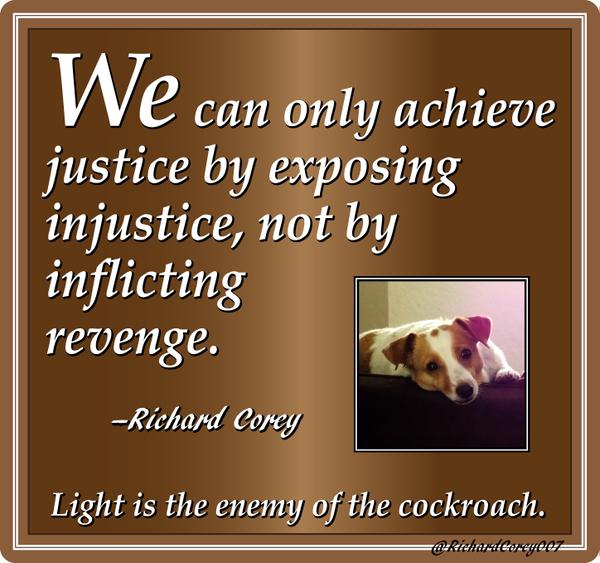 We can only achieve
justice by exposing
injustice, not by
inflicting
revenge.
–Richard Corey
Light is the enemy of the cockroach.
@RichardCorey007